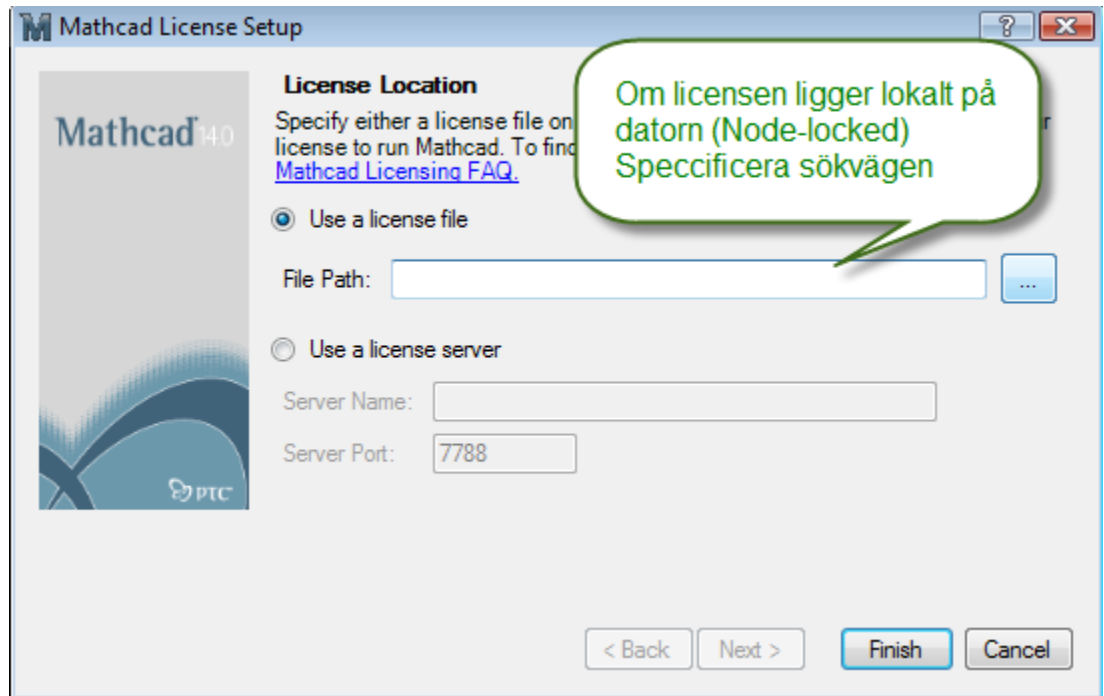 Mathcad License Setup
License Location
Specify either a license file on
license to run Mathcad. To find
Mathcad Licensing FAQ.
Om licensen ligger lokalt på
datorn (Node-locked)
Speccificera sökvägen
Mathcad 14.0
Use a license file
File Path:
...
Use a license server
Server Name:
Server Port:
7788
PTC
< Back
Next >
Finish
Cancel